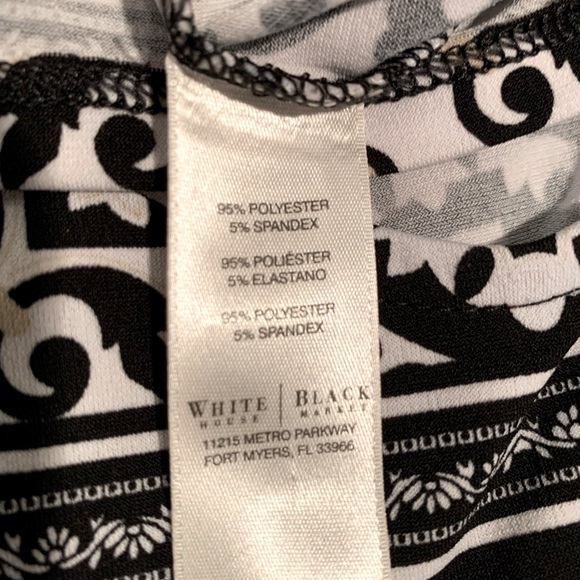 95% POLYESTER
5% SPANDEX
95% POLIÉSTER
5% ELASTANO
95% POLYESTER
5% SPANDEX
WHITE | BLACK
HOUSE | MARKET
11215 METRO PARKWAY
FORT MYERS, FL 33966